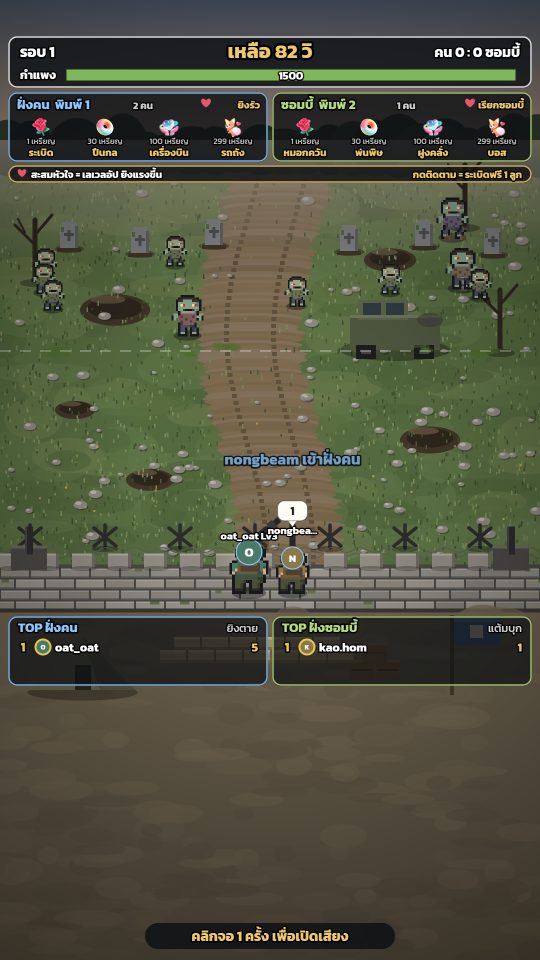 รอบ 1
เหลือ 82 วิ
คน 0 : 0 ซอมบี้
กำแพง
1500
ฝั่งคน พิมพ์ 1
2 คน
ยิงรัว
1 เหรียญ
30 เหรียญ
100 เหรียญ
299 เหรียญ
ระเบิด
ปืนกล
เครื่องบิน
รถถัง
ซอมบี้ พิมพ์ 2
1 คน
เรียกซอมบี้
1 เหรียญ
30 เหรียญ
100 เหรียญ
299 เหรียญ
หมอกควัน
พ่นพิษ
ฝูงคลั่ง
บอส
สะสมหัวใจ = เลเวลอัป ยิงแรงขึ้น
กดติดตาม = ระเบิดฟรี 1 ลูก
nongbeam เข้าฝั่งคน
1
oat_oat Lv3
nongbea...
O
N
TOP ฝั่งคน
ยิงตาย
1 O oat_oat 5
TOP ฝั่งซอมบี้
แต้มบุก
1 K kao.hom 1
คลิกจอ 1 ครั้ง เพื่อเปิดเสียง